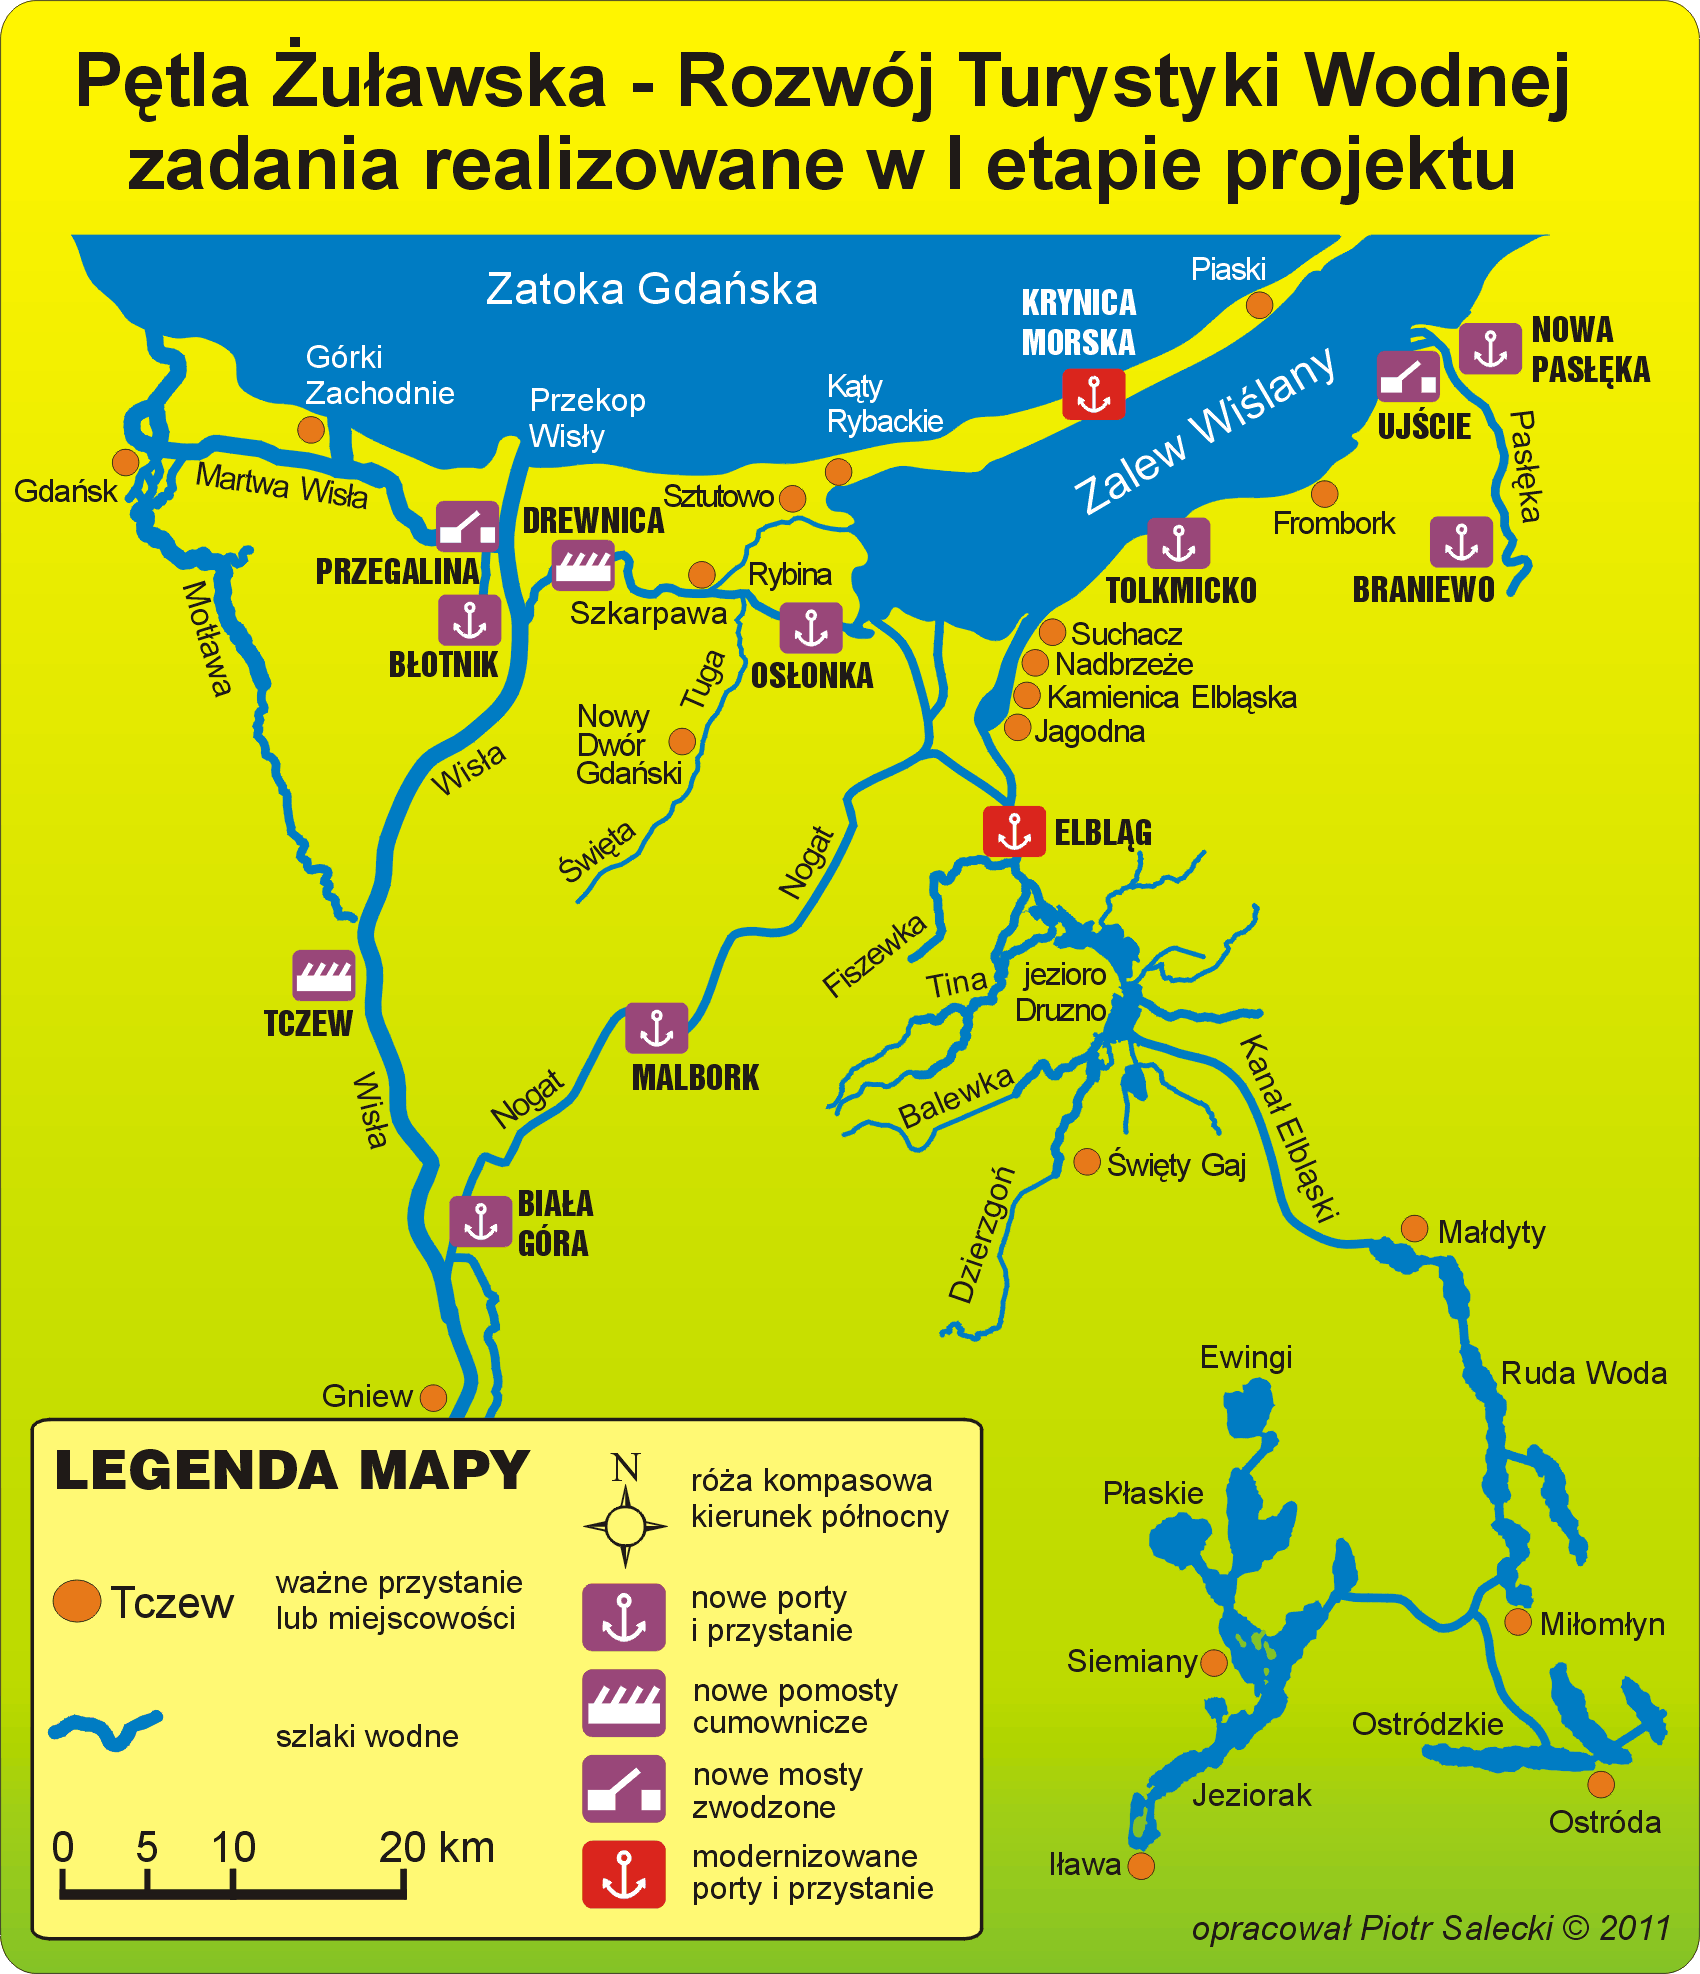 Pętla Żuławska - Rozwój Turystyki Wodnej
zadania realizowane w I etapie projektu
Zatoka Gdańska
Piaski
KRYNICA
MORSKA
NOWA
PASŁĘKA
Górki
Zachodnie
Przekop
Wisły
Kąty
Rybackie
Zalew Wiślany
UJŚCIE
Pasłęka
Gdańsk
Martwa Wisła
Sztutowo
Frombork
DREWNICA
PRZEGALINA
Rybina
TOLKMICKO
BRANIEWO
Motława
Szkarpawa
BŁOTNIK
OSŁONKA
Suchacz
Nadbrzeże
Kamienica Elbląska
Jagodna
Tuga
Nowy
Dwór
Gdański
Wisła
Święta
Nogat
ELBLĄG
Fiszewka
Tina
jezioro
Druzno
TCZEW
MALBORK
Wisła
Nogat
Balewka
Kanał Elbląski
Święty Gaj
Dzierzgoń
BIAŁA
GÓRA
Małdyty
Ewingi
Ruda Woda
Gniew
Płaskie
Miłomłyn
Siemiany
Ostródzkie
Jeziorak
Ostróda
Iława
LEGENDA MAPY
N
róża kompasowa
kierunek północny
Tczew
ważne przystanie
lub miejscowości
nowe porty
i przystanie
szlaki wodne
nowe pomosty
cumownicze
nowe mosty
zwodzone
0 5 10 20 km
modernizowane
porty i przystanie
opracował Piotr Salecki © 2011